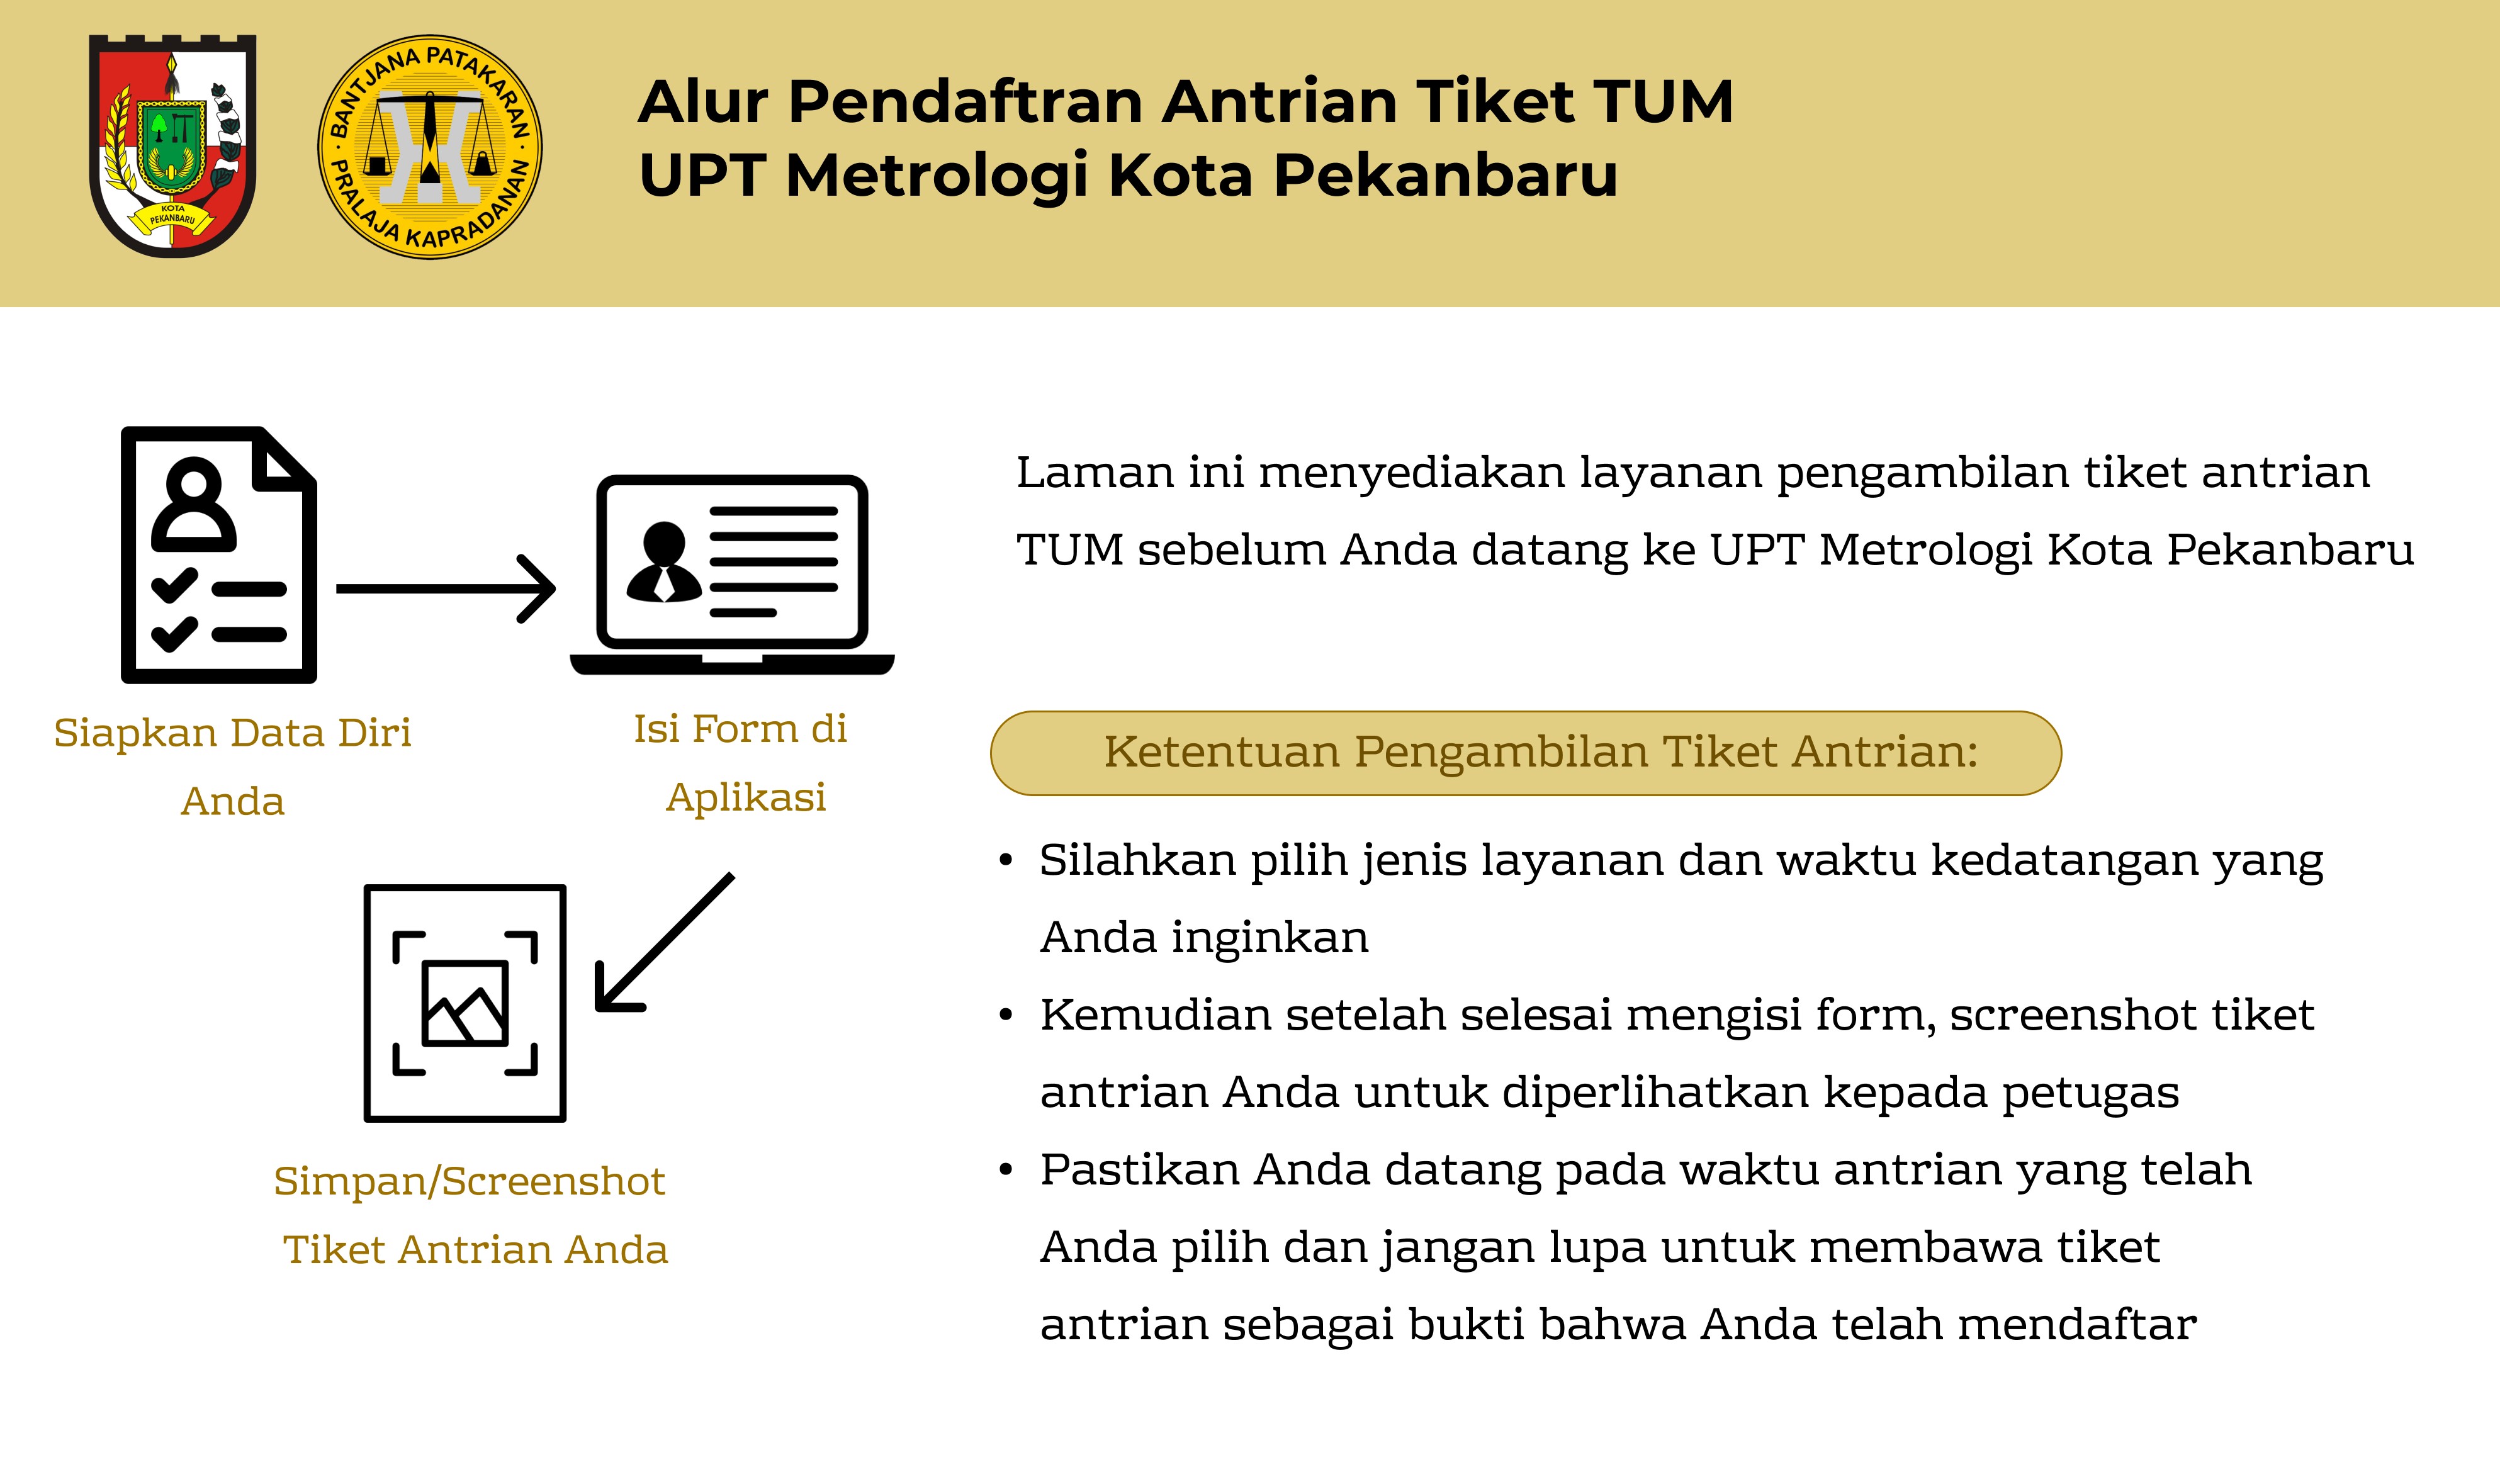 KOTA
PEKANBARU
BANTJANA PATAKARAN
PRALAJA KAPRADANAN
Alur Pendaftran Antrian Tiket TUM
UPT Metrologi Kota Pekanbaru
Siapkan Data Diri
Anda
Isi Form di
Aplikasi
Simpan/Screenshot
Tiket Antrian Anda
Laman ini menyediakan layanan pengambilan tiket antrian
TUM sebelum Anda datang ke UPT Metrologi Kota Pekanbaru
Ketentuan Pengambilan Tiket Antrian:
• Silahkan pilih jenis layanan dan waktu kedatangan yang
Anda inginkan
• Kemudian setelah selesai mengisi form, screenshot tiket
antrian Anda untuk diperlihatkan kepada petugas
• Pastikan Anda datang pada waktu antrian yang telah
Anda pilih dan jangan lupa untuk membawa tiket
antrian sebagai bukti bahwa Anda telah mendaftar